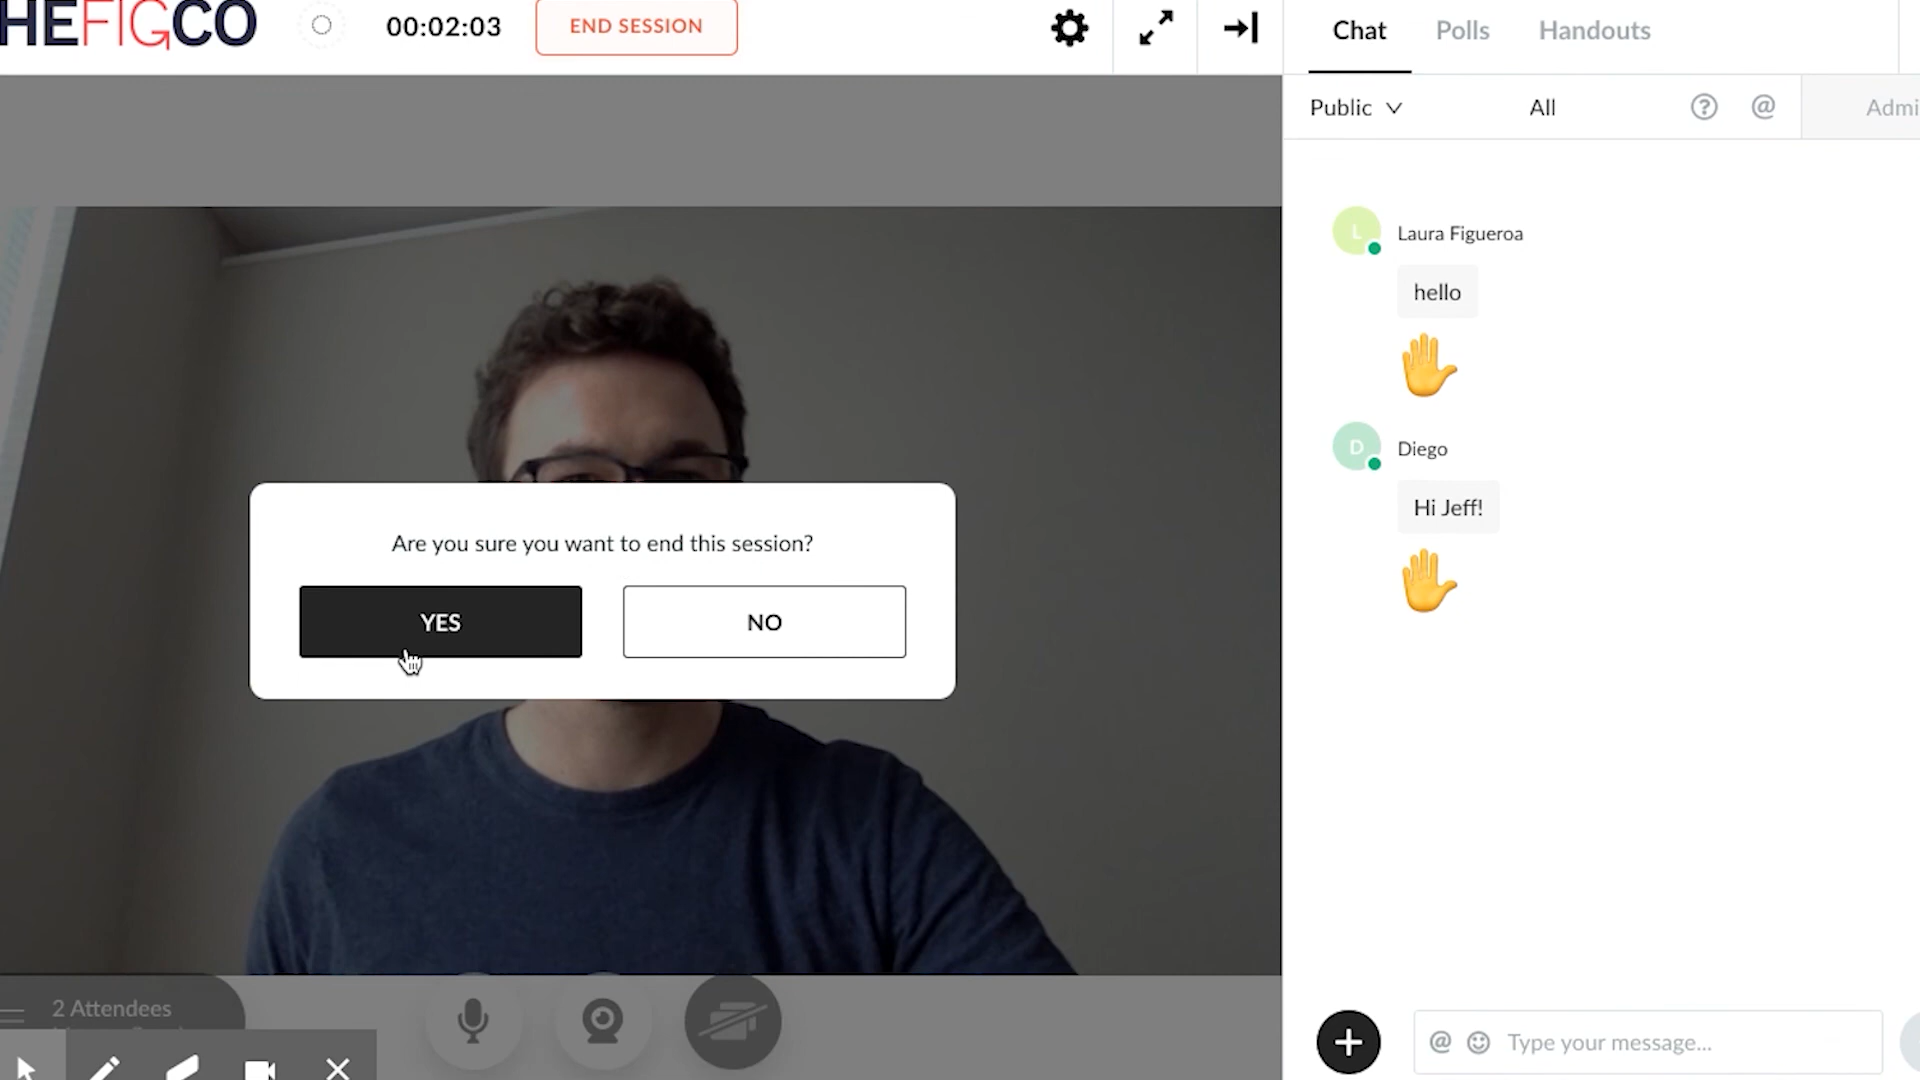 HEFIGCO
00:02:03
END SESSION
Chat
Polls
Handouts
Public
All
@
Admi
L
Laura Figueroa
hello
D
Diego
Hi Jeff!
Are you sure you want to end this session?
YES
NO
2 Attendees
@
Type your message...